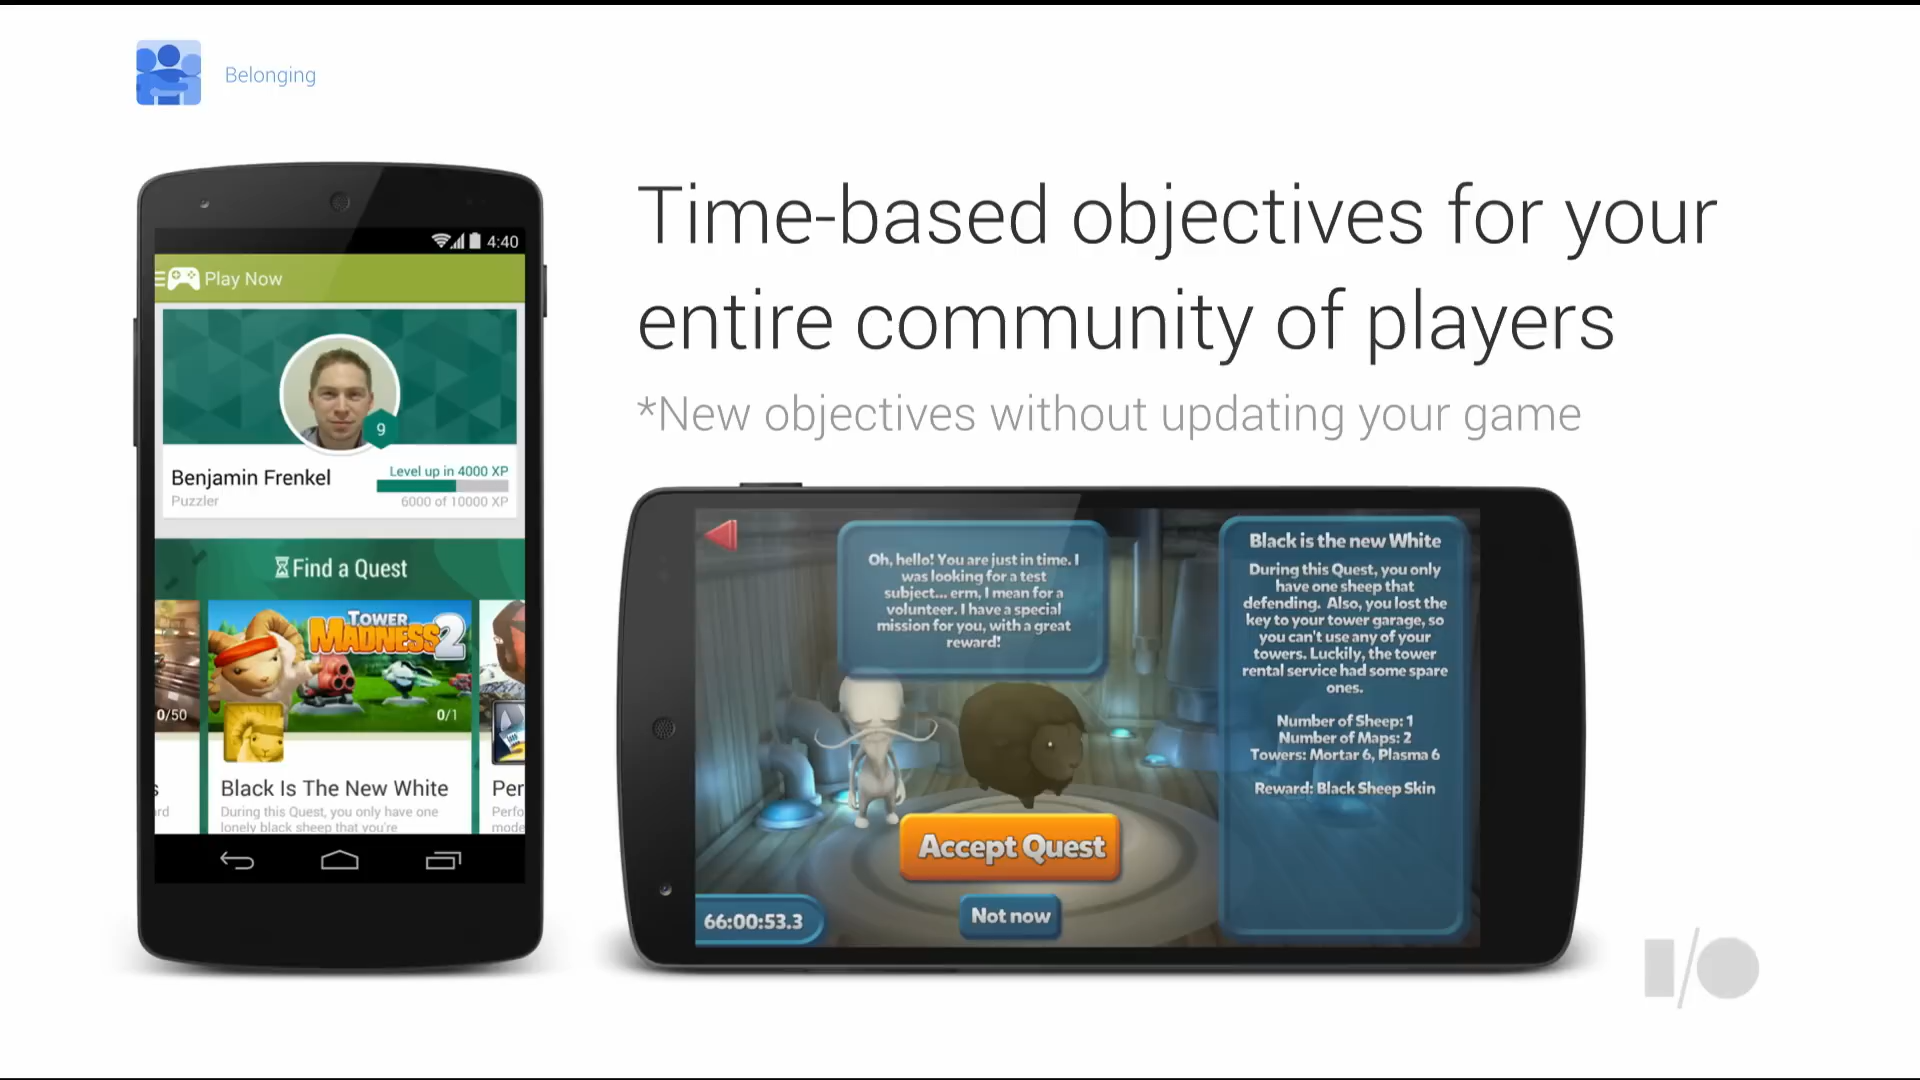 Belonging
Time-based objectives for your
entire community of players
*New objectives without updating your game
4:40
Play Now
9
Benjamin Frenkel
Level up in 4000 XP
Puzzler
6000 of 10000 XP
Find a Quest
TOWER
MADNESS 2
0/50
0/1
s
Black Is The New White
Per
rd
During this Quest, you only have one
Perfo
lonely black sheep that you're
mode
Oh, hello! You are just in time. I
was looking for a test
subject... erm, I mean for a
volunteer. I have a special
mission for you, with a great
reward!
Accept Quest
Not now
66:00:53.3
Black is the new White
During this Quest, you only
have one sheep that
defending. Also, you lost the
key to your tower garage, so
you can't use any of your
towers. Luckily, the tower
rental service had some spare
ones.
Number of Sheep: 1
Number of Maps: 2
Towers: Mortar 6, Plasma 6
Reward: Black Sheep Skin
I/O